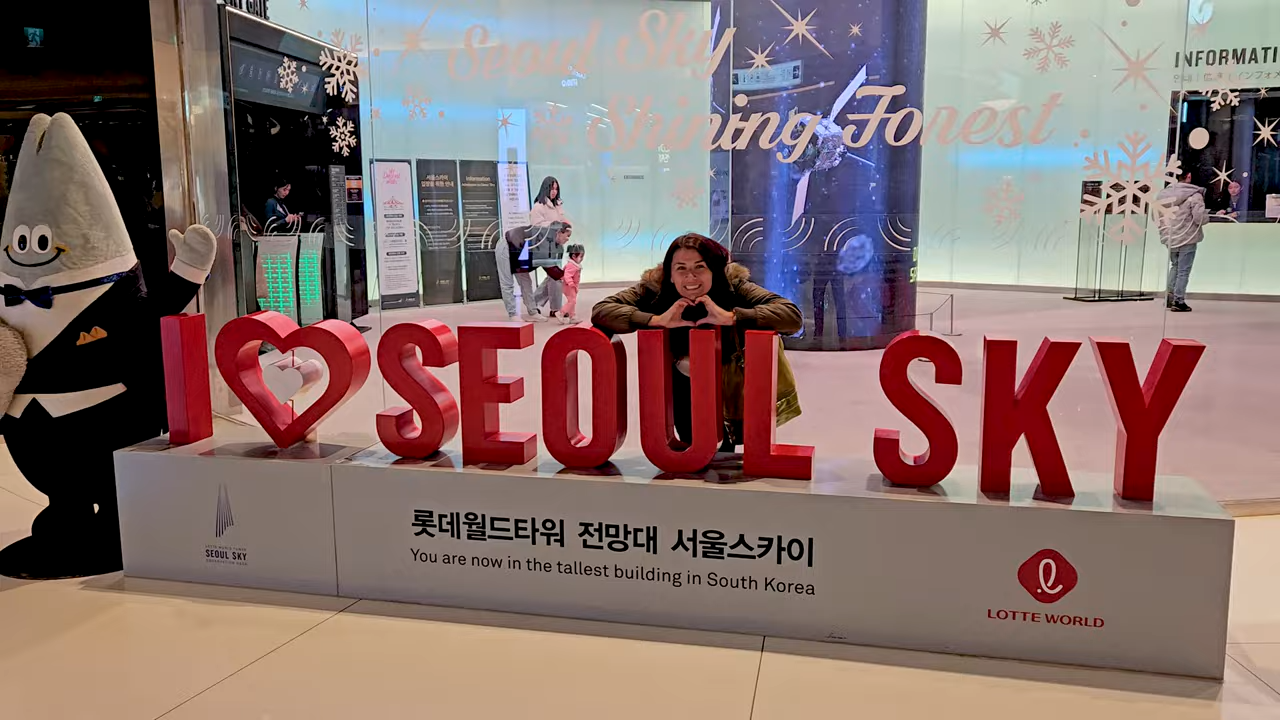 Seoul Sky
Shining Forest
INFORMATI
Information
I ♥ SEOUL SKY
SEOUL SKY
롯데월드타워 전망대 서울스카이
You are now in the tallest building in South Korea
LOTTE WORLD